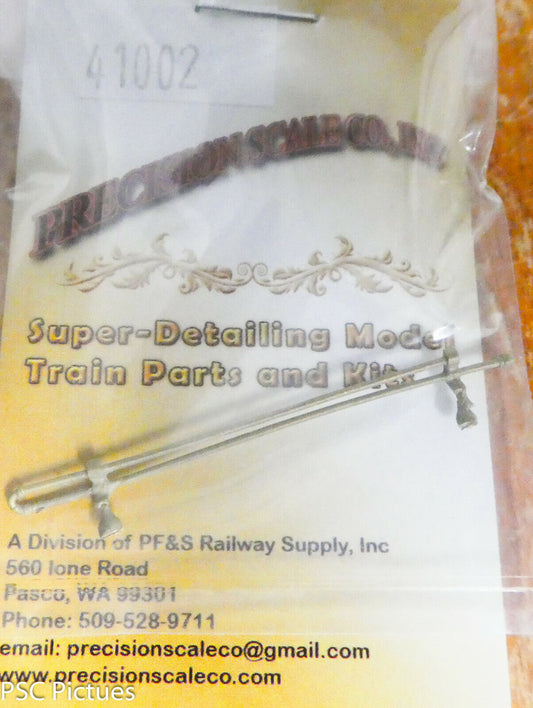 41002
PRECISION SCALE CO., INC.
Super-Detailing Model
Train Parts and Kits
A Division of PF&S Railway Supply, Inc
560 Ione Road
Pasco, WA 99301
Phone: 509-528-9711
email: precisionscaleco@gmail.com
www.precisionscaleco.com
PSC Pictues